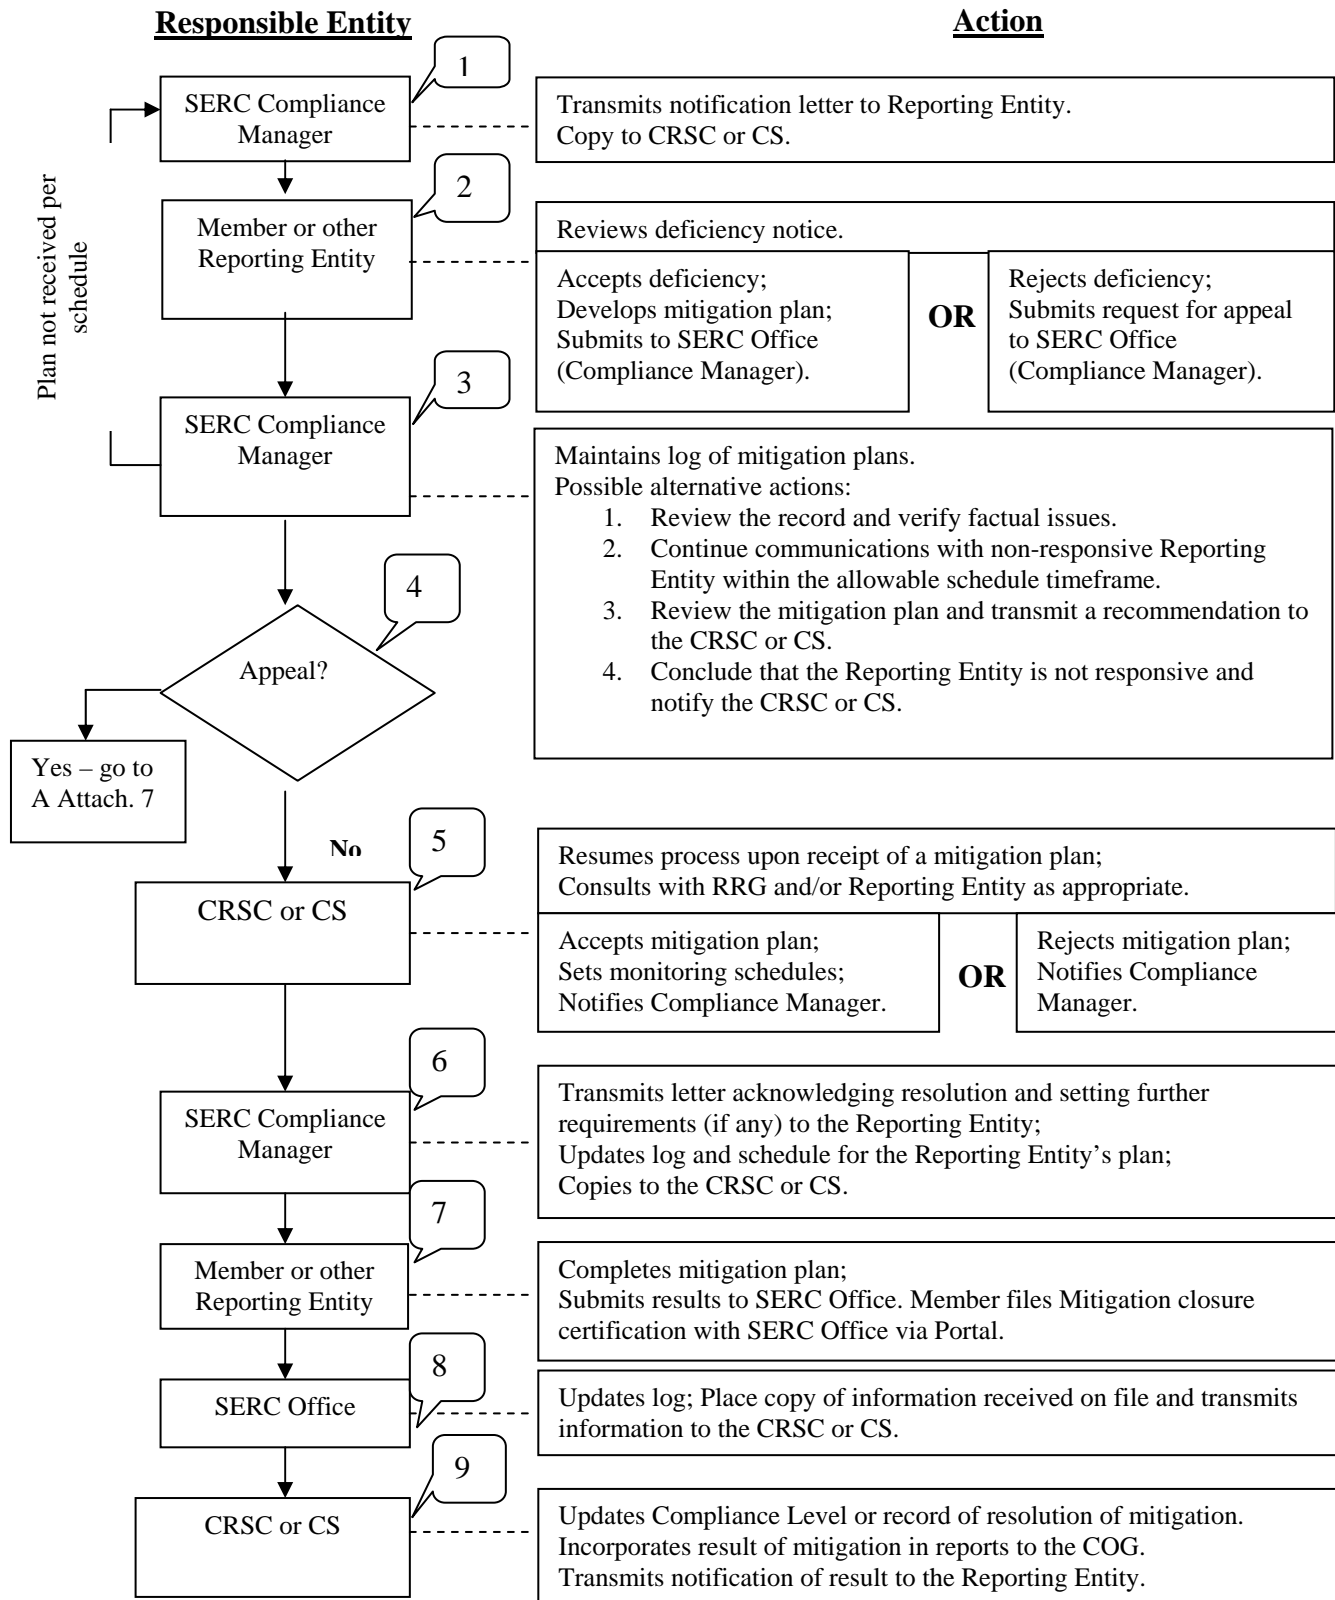 Responsible Entity
Action
1
SERC Compliance
Manager
Transmits notification letter to Reporting Entity.
Copy to CRSC or CS.
Plan not received per
schedule
2
Member or other
Reporting Entity
Reviews deficiency notice.
Accepts deficiency;
Develops mitigation plan;
Submits to SERC Office
(Compliance Manager).
OR
Rejects deficiency;
Submits request for appeal
to SERC Office
(Compliance Manager).
3
SERC Compliance
Manager
Maintains log of mitigation plans.
Possible alternative actions:
1. Review the record and verify factual issues.
2. Continue communications with non-responsive Reporting
Entity within the allowable schedule timeframe.
3. Review the mitigation plan and transmit a recommendation to
the CRSC or CS.
4. Conclude that the Reporting Entity is not responsive and
notify the CRSC or CS.
4
Appeal?
Yes – go to
A Attach. 7
No
5
CRSC or CS
Resumes process upon receipt of a mitigation plan;
Consults with RRG and/or Reporting Entity as appropriate.
Accepts mitigation plan;
Sets monitoring schedules;
Notifies Compliance Manager.
OR
Rejects mitigation plan;
Notifies Compliance
Manager.
6
SERC Compliance
Manager
Transmits letter acknowledging resolution and setting further
requirements (if any) to the Reporting Entity;
Updates log and schedule for the Reporting Entity’s plan;
Copies to the CRSC or CS.
7
Member or other
Reporting Entity
Completes mitigation plan;
Submits results to SERC Office. Member files Mitigation closure
certification with SERC Office via Portal.
8
SERC Office
Updates log; Place copy of information received on file and transmits
information to the CRSC or CS.
9
CRSC or CS
Updates Compliance Level or record of resolution of mitigation.
Incorporates result of mitigation in reports to the COG.
Transmits notification of result to the Reporting Entity.